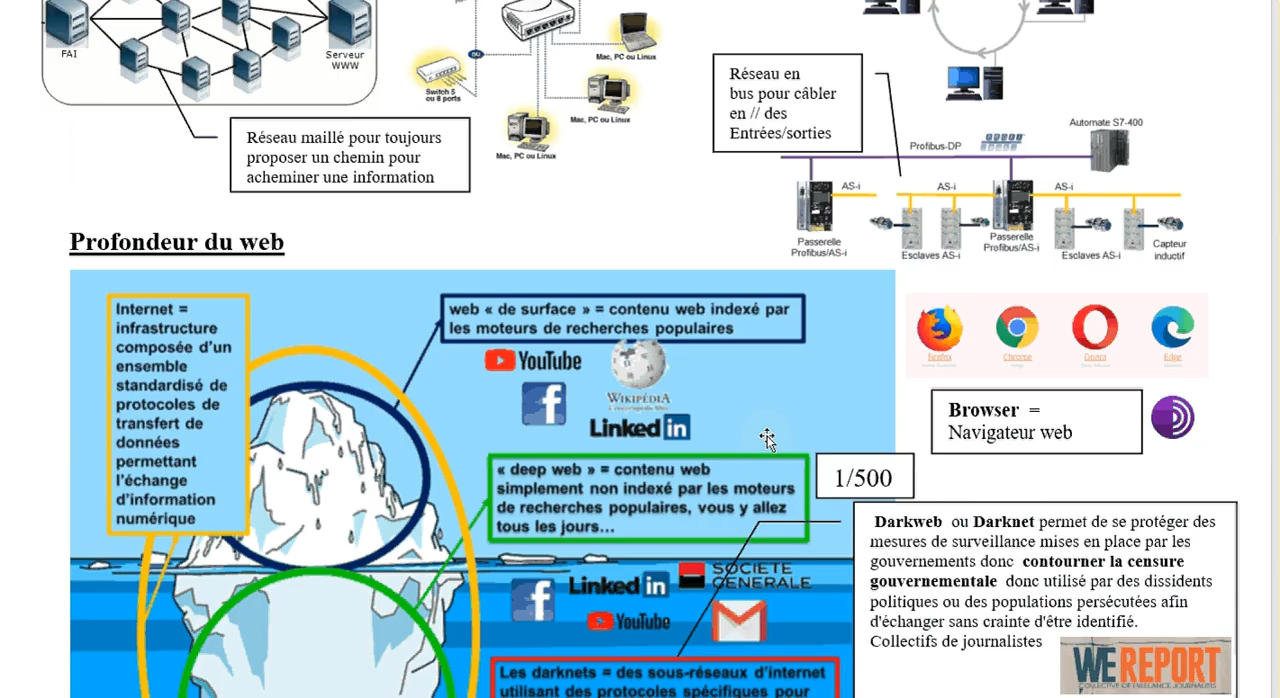 FAI
Serveur
WWW
Switch 5
ou 8 ports
Mac, PC ou Linux
Mac, PC ou Linux
Mac, PC ou Linux
Réseau maillé pour toujours
proposer un chemin pour
acheminer une information
Réseau en
bus pour câbler
en // des
Entrées/sorties
Automate S7-400
Profibus-DP
AS-i
AS-i
AS-i
Passerelle
Profibus/AS-i
Esclaves AS-i
Passerelle
Profibus/AS-i
Esclaves AS-i
Capteur
inductif
Profondeur du web
Internet =
infrastructure
composée d'un
ensemble
standardisé de
protocoles de
transfert de
données
permettant
l'échange
d'information
numérique
web « de surface » = contenu web indexé par
les moteurs de recherches populaires
YouTube
WIKIPÉDIA
LinkedIn
« deep web » = contenu web
simplement non indexé par les moteurs
de recherches populaires, vous y allez
tous les jours…
LinkedIn
SOCIETE
GENERALE
YouTube
Les darknets = des sous-réseaux d'internet
utilisant des protocoles spécifiques pour
Firefox
Chrome
Opera
Edge
Browser =
Navigateur web
1/500
Darkweb ou Darknet permet de se protéger des
mesures de surveillance mises en place par les
gouvernements donc contourner la censure
gouvernementale donc utilisé par des dissidents
politiques ou des populations persécutées afin
d'échanger sans crainte d'être identifié.
Collectifs de journalistes
WEREPORT
COLLECTIVE OF FREELANCE JOURNALISTS